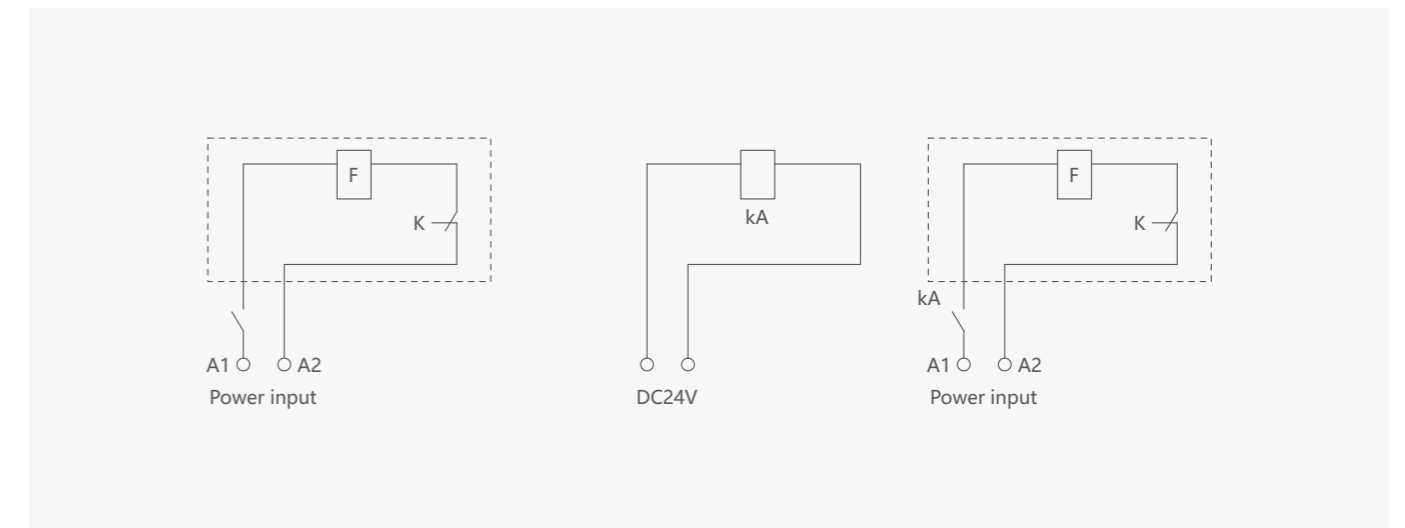 F
K
A1
A2
Power input
kA
DC24V
F
K
kA
A1
A2
Power input